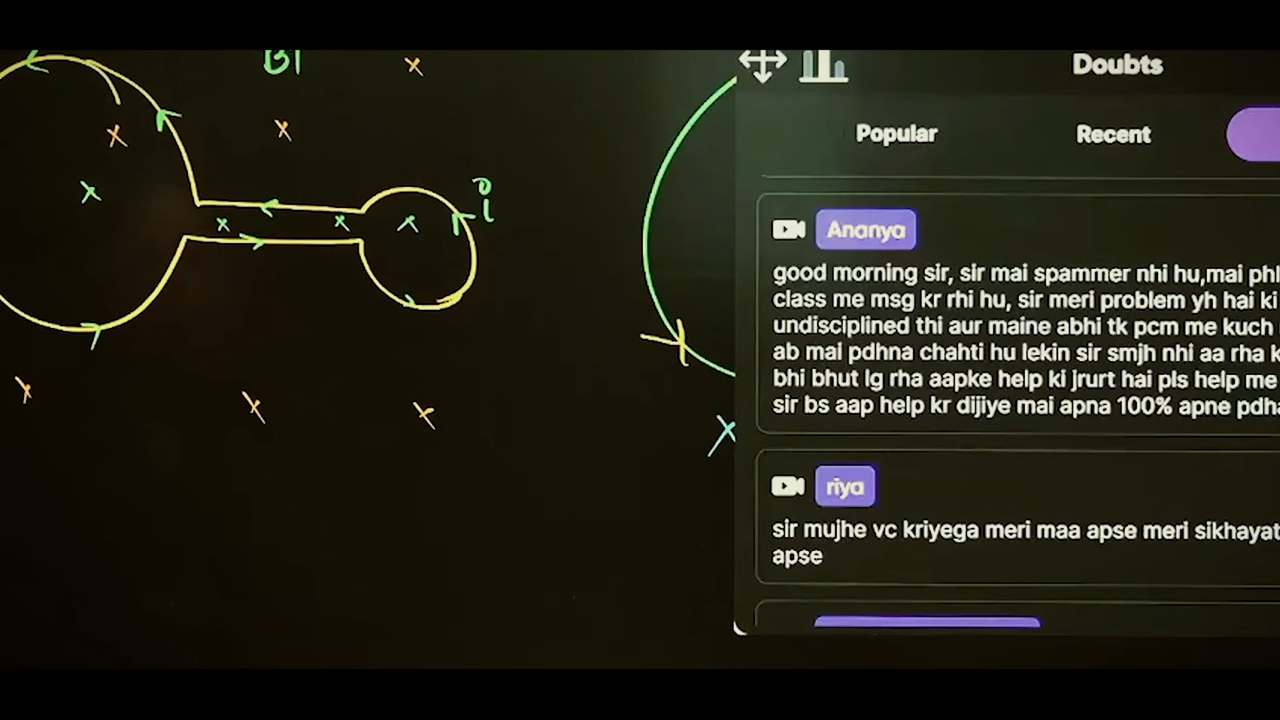 B↑
i
Doubts
Popular
Recent
Ananya
good morning sir, sir mai spammer nhi hu,mai phl
class me msg kr rhi hu, sir meri problem yh hai ki
undisciplined thi aur maine abhi tk pcm me kuch
ab mai pdhna chahti hu lekin sir smjh nhi aa rha k
bhi bhut lg rha aapke help ki jrurt hai pls help me
sir bs aap help kr dijiye mai apna 100% apne pdha
riya
sir mujhe vc kriyega meri maa apse meri sikhayat
apse